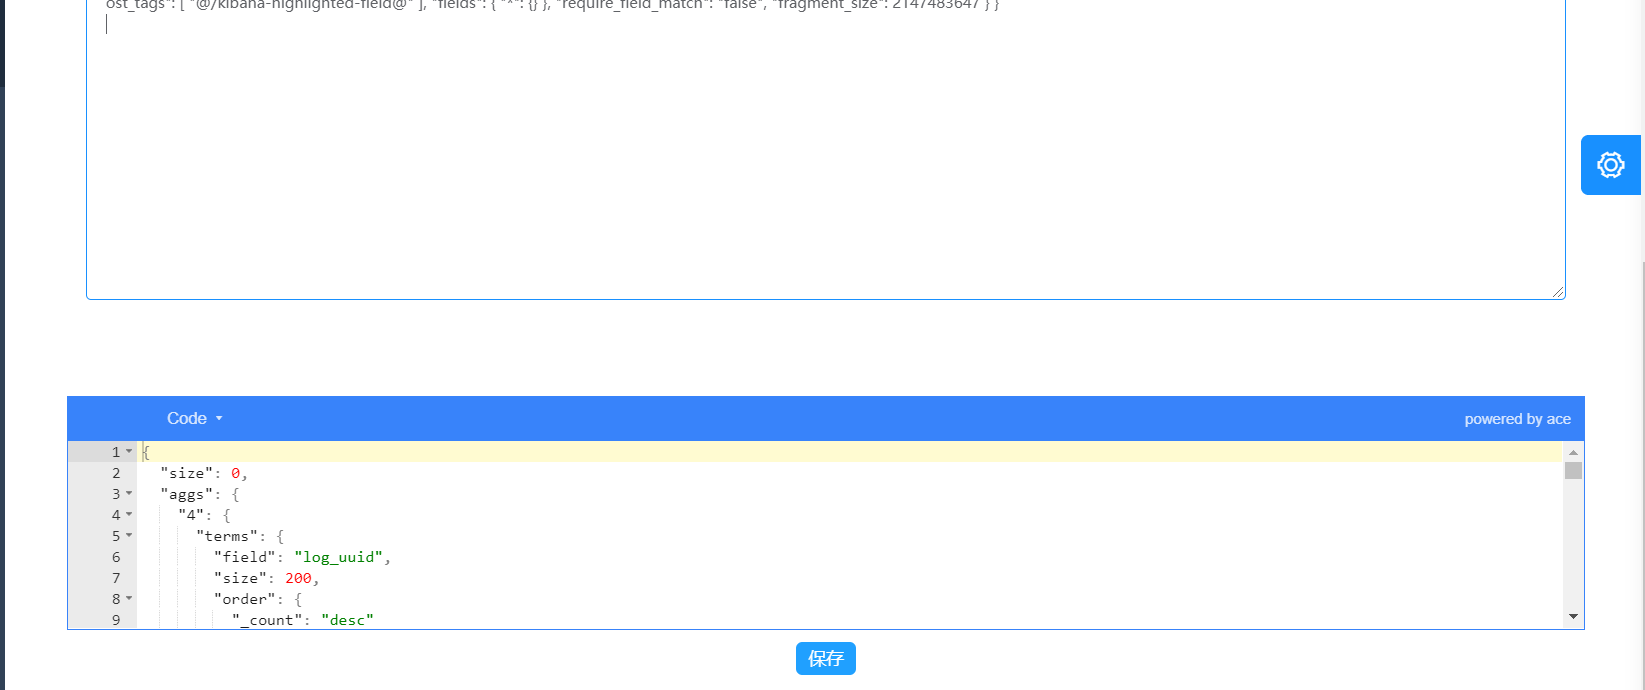 ost_tags": [ "@/kibana-highlighted-field@" ], "fields": { "*": {} }, "require_field_match": "false", "fragment_size": 2147483647 } }
Code
powered by ace
1 {
2 "size": 0,
3 "aggs": {
4 "4": {
5 "terms": {
6 "field": "log_uuid",
7 "size": 200,
8 "order": {
9 "_count": "desc"
保存